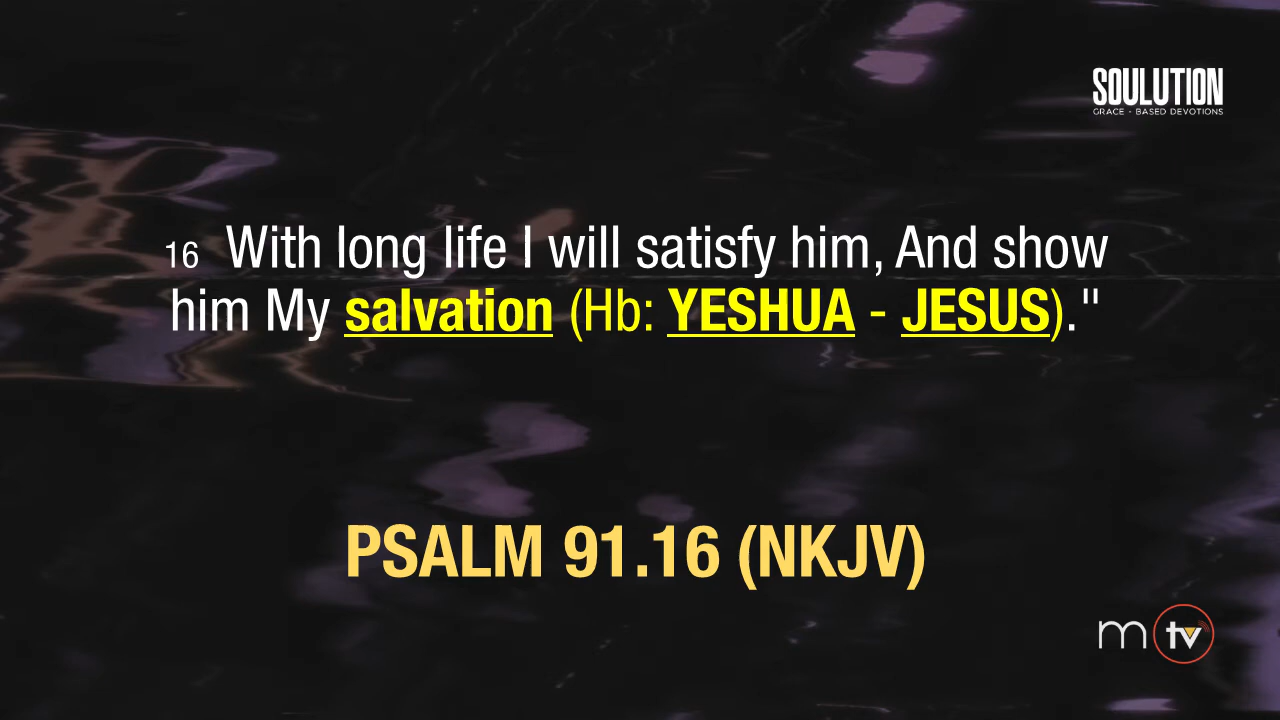 SOULUTION
GRACE - BASED DEVOTIONS
16 With long life I will satisfy him, And show
him My salvation (Hb: YESHUA - JESUS)."
PSALM 91.16 (NKJV)
m tv